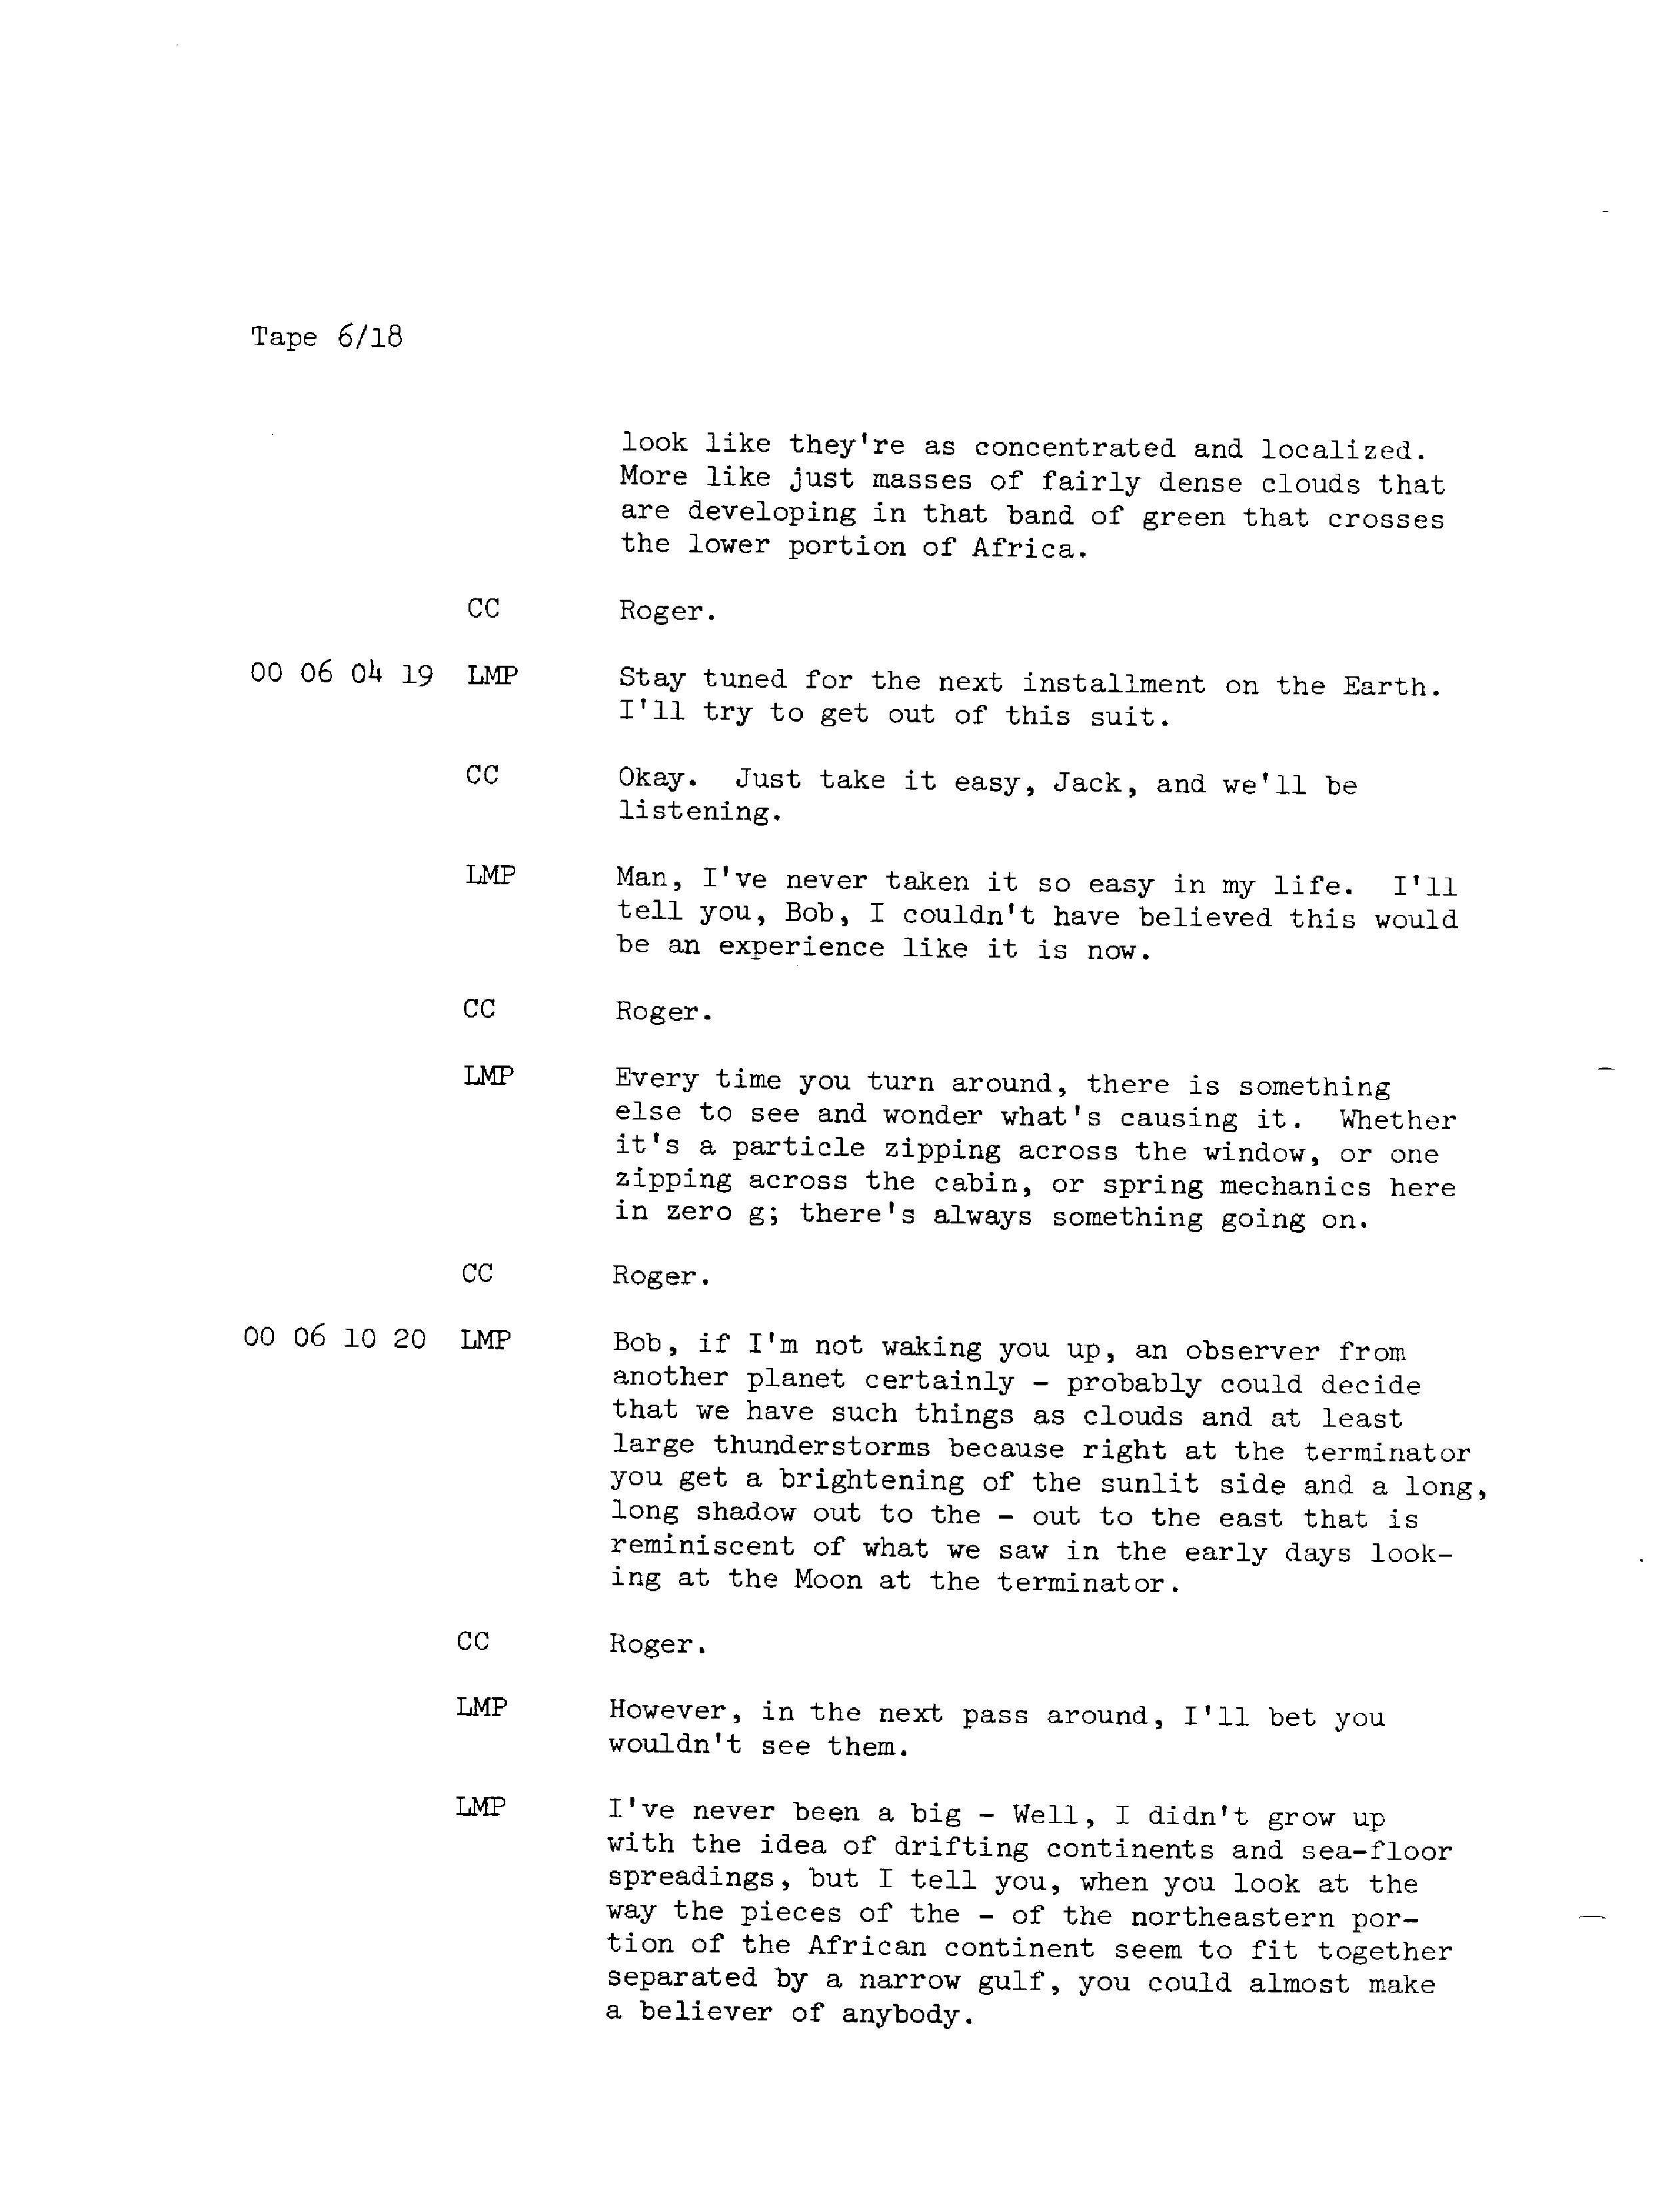 Tape 6/18
look like they're as concentrated and localized.
More like just masses of fairly dense clouds that
are developing in that band of green that crosses
the lower portion of Africa.
CC Roger.
00 06 04 19 LMP Stay tuned for the next installment on the Earth.
I'll try to get out of this suit.
CC Okay. Just take it easy, Jack, and we'll be
listening.
LMP Man, I've never taken it so easy in my life. I'll
tell you, Bob, I couldn't have believed this would
be an experience like it is now.
CC Roger.
LMP Every time you turn around, there is something
else to see and wonder what's causing it. Whether
it's a particle zipping across the window, or one
zipping across the cabin, or spring mechanics here
in zero g; there's always something going on.
CC Roger.
00 06 10 20 LMP Bob, if I'm not waking you up, an observer from
another planet certainly - probably could decide
that we have such things as clouds and at least
large thunderstorms because right at the terminator
you get a brightening of the sunlit side and a long,
long shadow out to the - out to the east that is
reminiscent of what we saw in the early days look-
ing at the Moon at the terminator.
CC Roger.
LMP However, in the next pass around, I'll bet you
wouldn't see them.
LMP I've never been a big - Well, I didn't grow up
with the idea of drifting continents and sea-floor
spreadings, but I tell you, when you look at the
way the pieces of the - of the northeastern por-
tion of the African continent seem to fit together
separated by a narrow gulf, you could almost make
a believer of anybody.